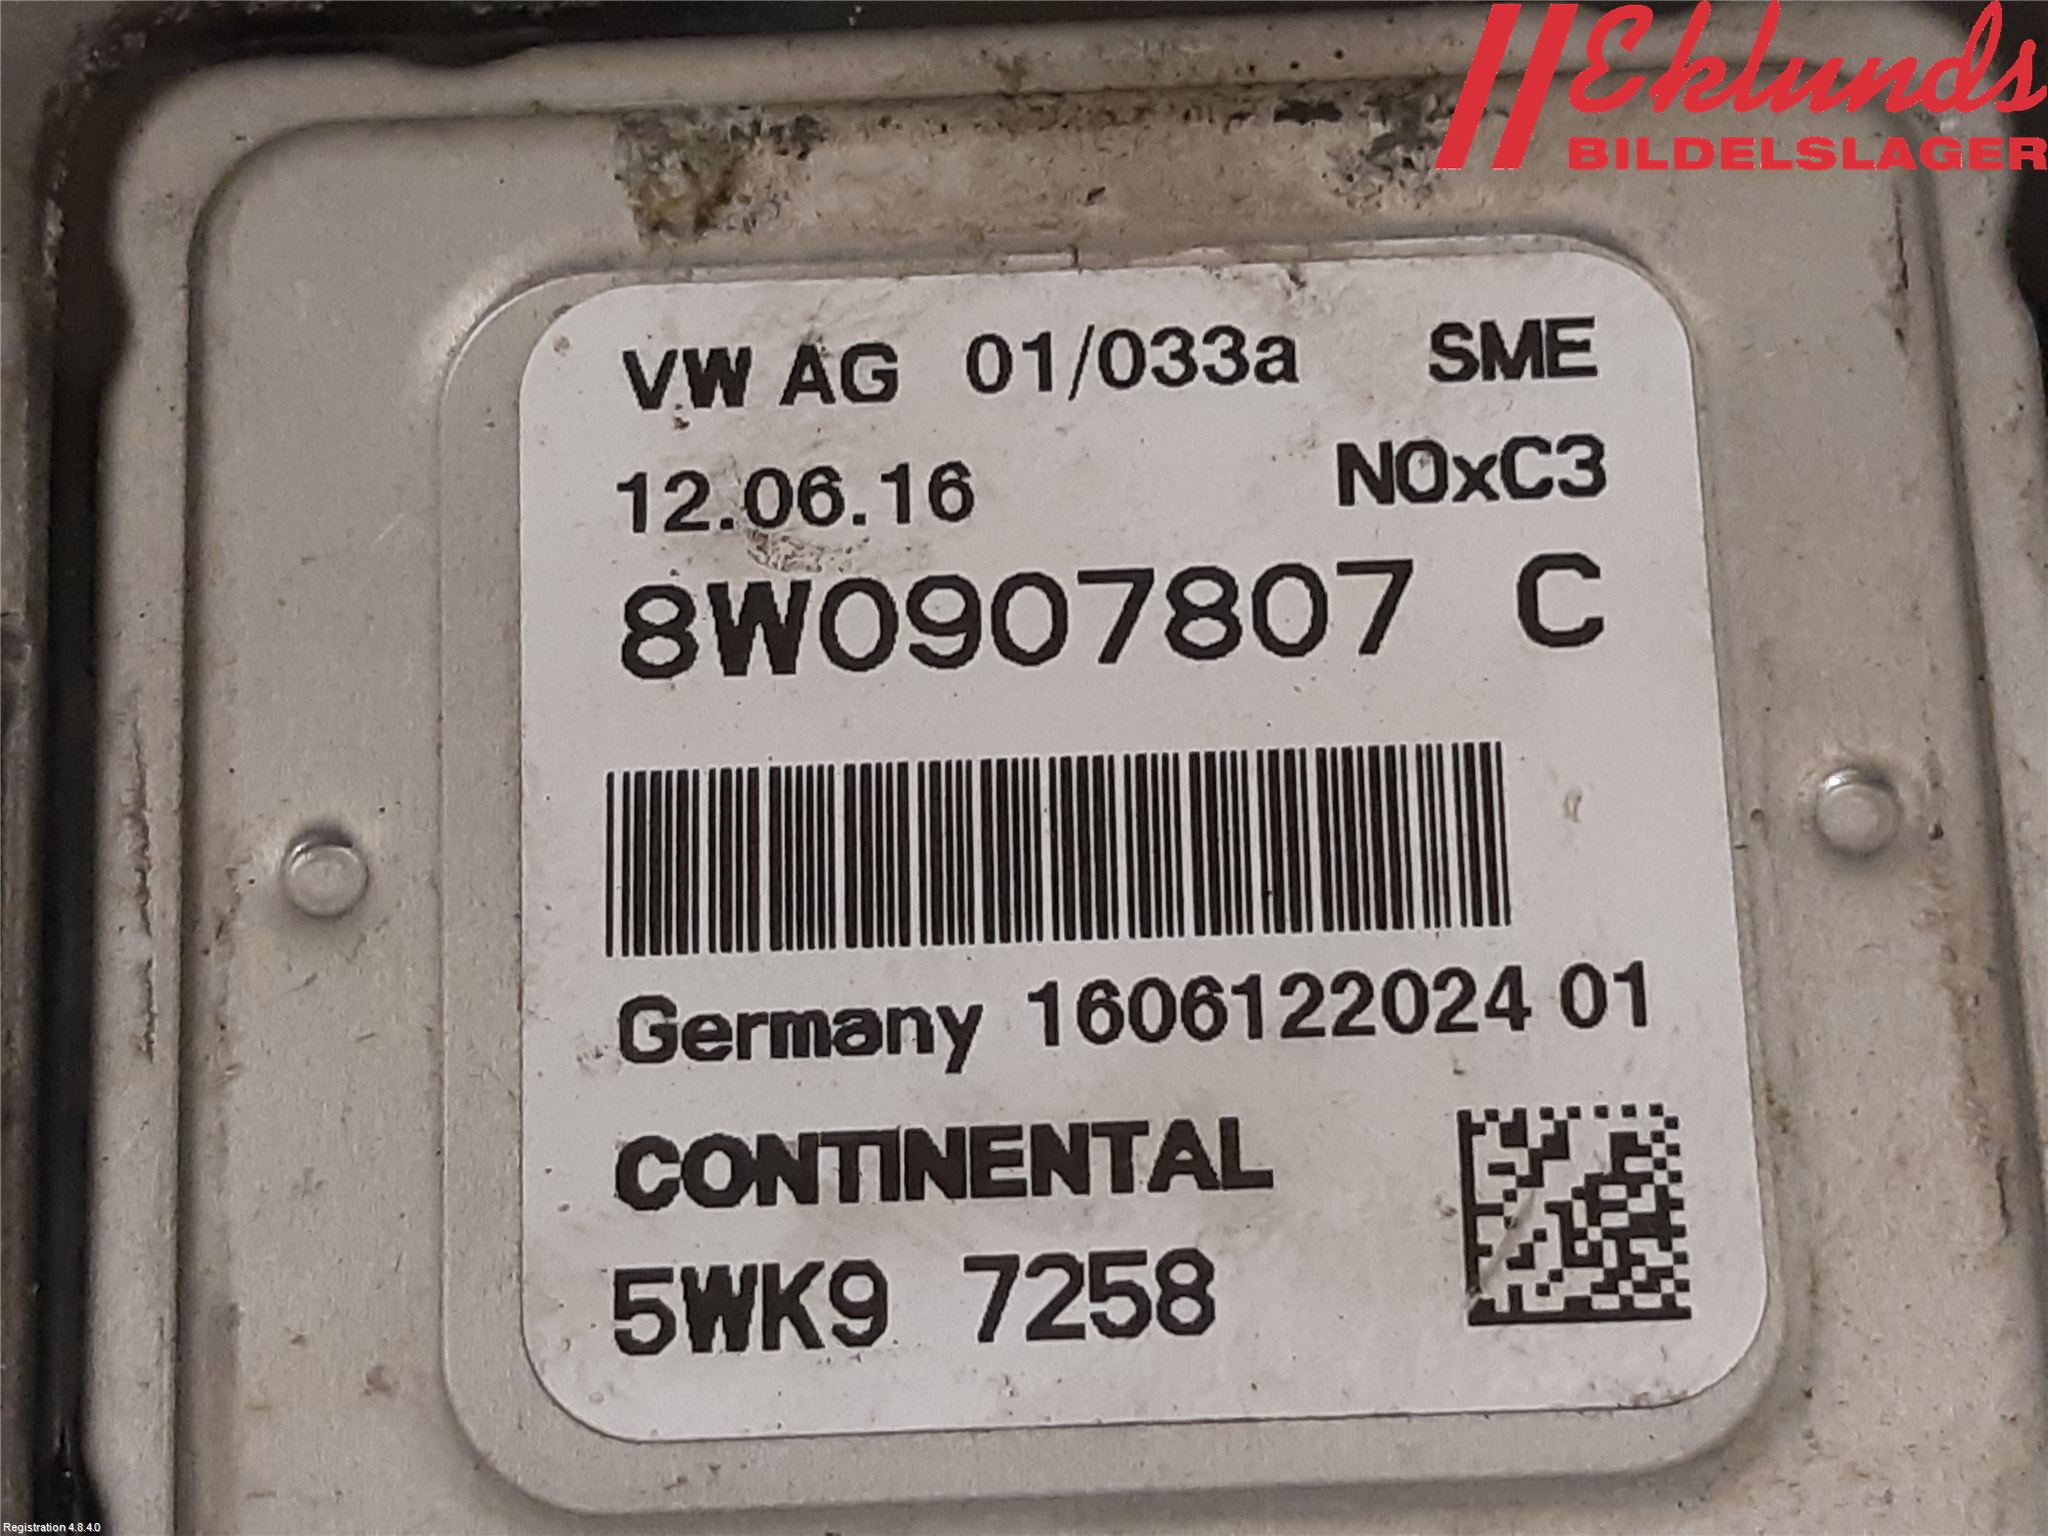 Eklunds
BILDELSLAGER
VW AG 01/033a SME
12.06.16 N0xC3
8W0907807 C
Germany 1606122024 01
CONTINENTAL
5WK9 7258
Registration 4.8.4.0